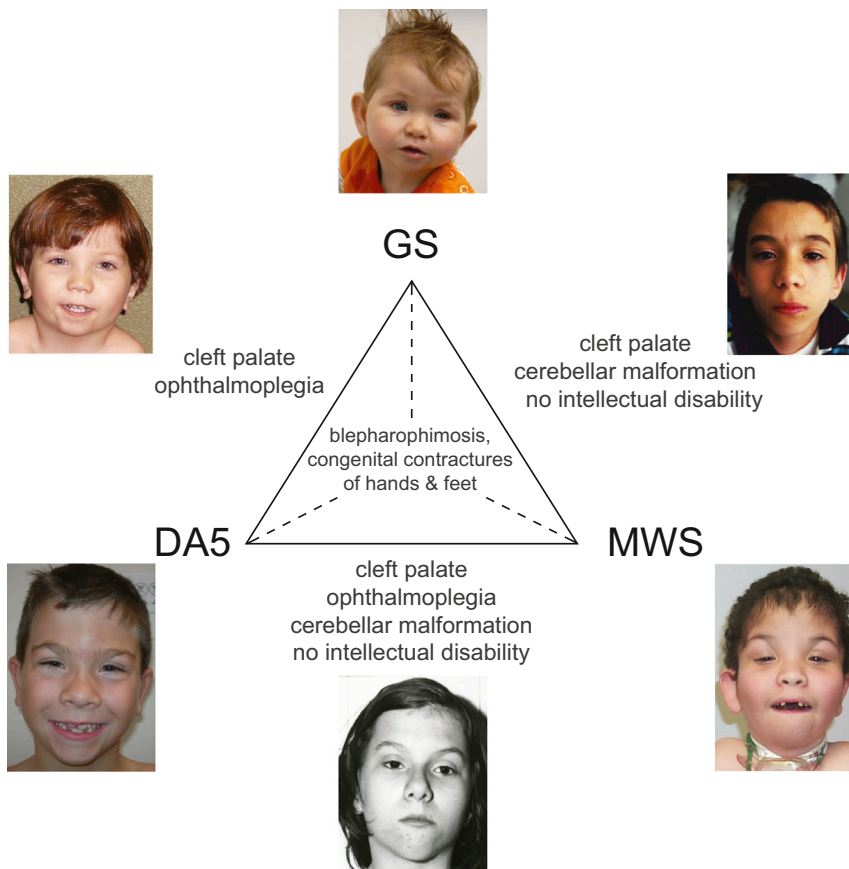 GS
cleft palate
ophthalmoplegia
cleft palate
cerebellar malformation
no intellectual disability
blepharophimosis,
congenital contractures
of hands & feet
DA5
MWS
cleft palate
ophthalmoplegia
cerebellar malformation
no intellectual disability